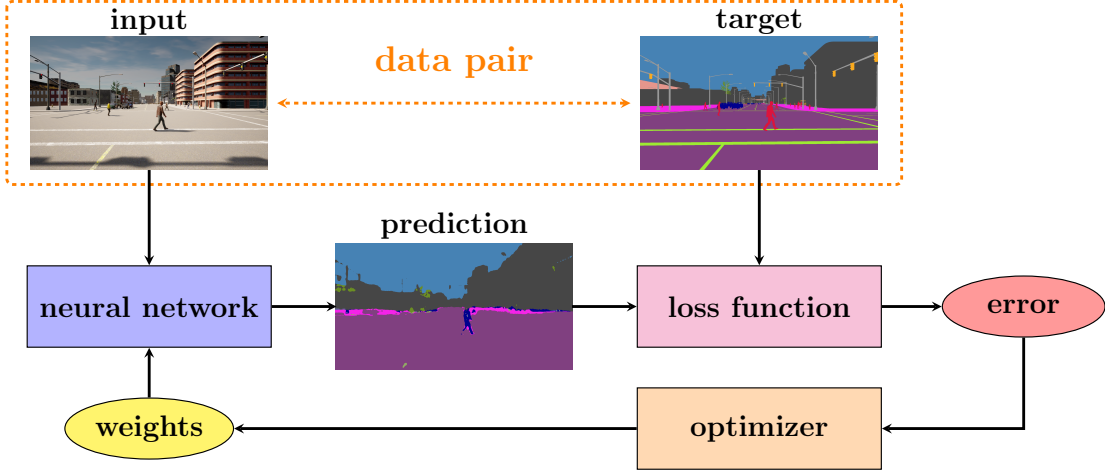 input
target
data pair
prediction
neural network
loss function
error
weights
optimizer